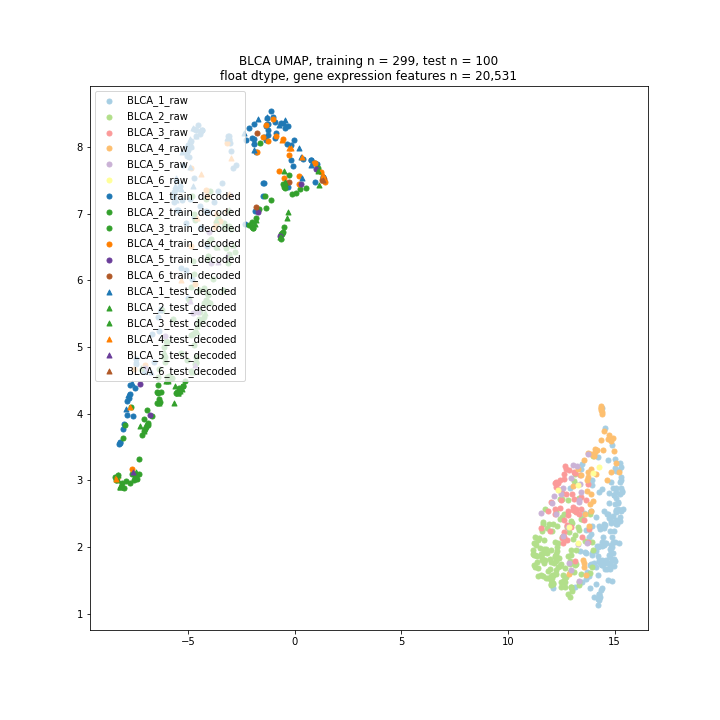 BLCA UMAP, training n = 299, test n = 100
float dtype, gene expression features n = 20,531
BLCA_1_raw
BLCA_2_raw
BLCA_3_raw
BLCA_4_raw
BLCA_5_raw
BLCA_6_raw
BLCA_1_train_decoded
BLCA_2_train_decoded
BLCA_3_train_decoded
BLCA_4_train_decoded
BLCA_5_train_decoded
BLCA_6_train_decoded
BLCA_1_test_decoded
BLCA_2_test_decoded
BLCA_3_test_decoded
BLCA_4_test_decoded
BLCA_5_test_decoded
BLCA_6_test_decoded
8
7
6
5
4
3
2
1
−5 0 5 10 15